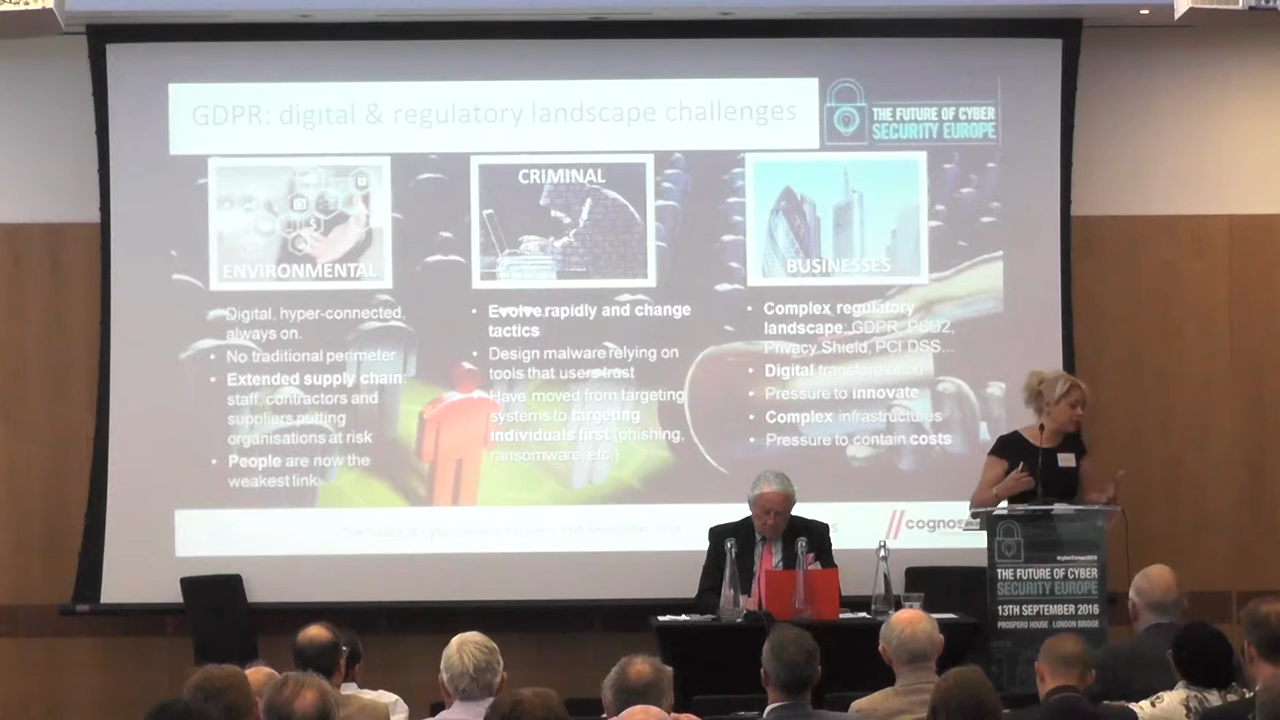 GDPR: digital & regulatory landscape challenges
THE FUTURE OF CYBER
SECURITY EUROPE
ENVIRONMENTAL
Digital, hyper-connected,
always on.
• No traditional perimeter
• Extended supply chain:
staff, contractors and
suppliers putting
organisations at risk
• People are now the
weakest link
CRIMINAL
• Evolve rapidly and change
tactics
• Design malware relying on
tools that users trust
Have moved from targeting
systems to targeting
individuals first (phishing,
ransomware, etc.)
BUSINESSES
• Complex regulatory
landscape, GDPR, PSD2,
Privacy Shield, PCI DSS...
• Digital transformation
• Pressure to innovate
• Complex infrastructures
• Pressure to contain costs
cognos
THE FUTURE OF CYBER
SECURITY EUROPE
13TH SEPTEMBER 2016
PROSPERO HOUSE LONDON BRIDGE